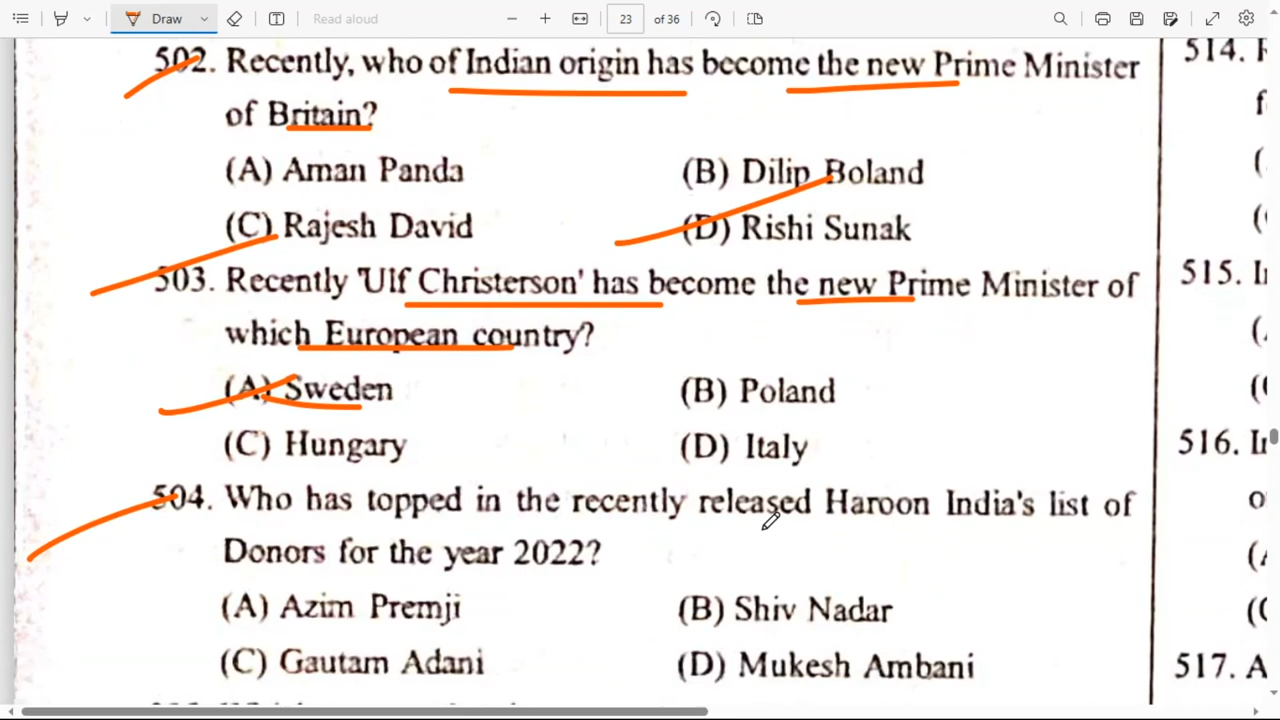 Draw
Read aloud
23 of 36
502. Recently, who of Indian origin has become the new Prime Minister
of Britain?
(A) Aman Panda (B) Dilip Boland
(C) Rajesh David (D) Rishi Sunak
503. Recently 'Ulf Christerson' has become the new Prime Minister of
which European country?
(A) Sweden (B) Poland
(C) Hungary (D) Italy
504. Who has topped in the recently released Haroon India's list of
Donors for the year 2022?
(A) Azim Premji (B) Shiv Nadar
(C) Gautam Adani (D) Mukesh Ambani
514.
515.
516.
517. A